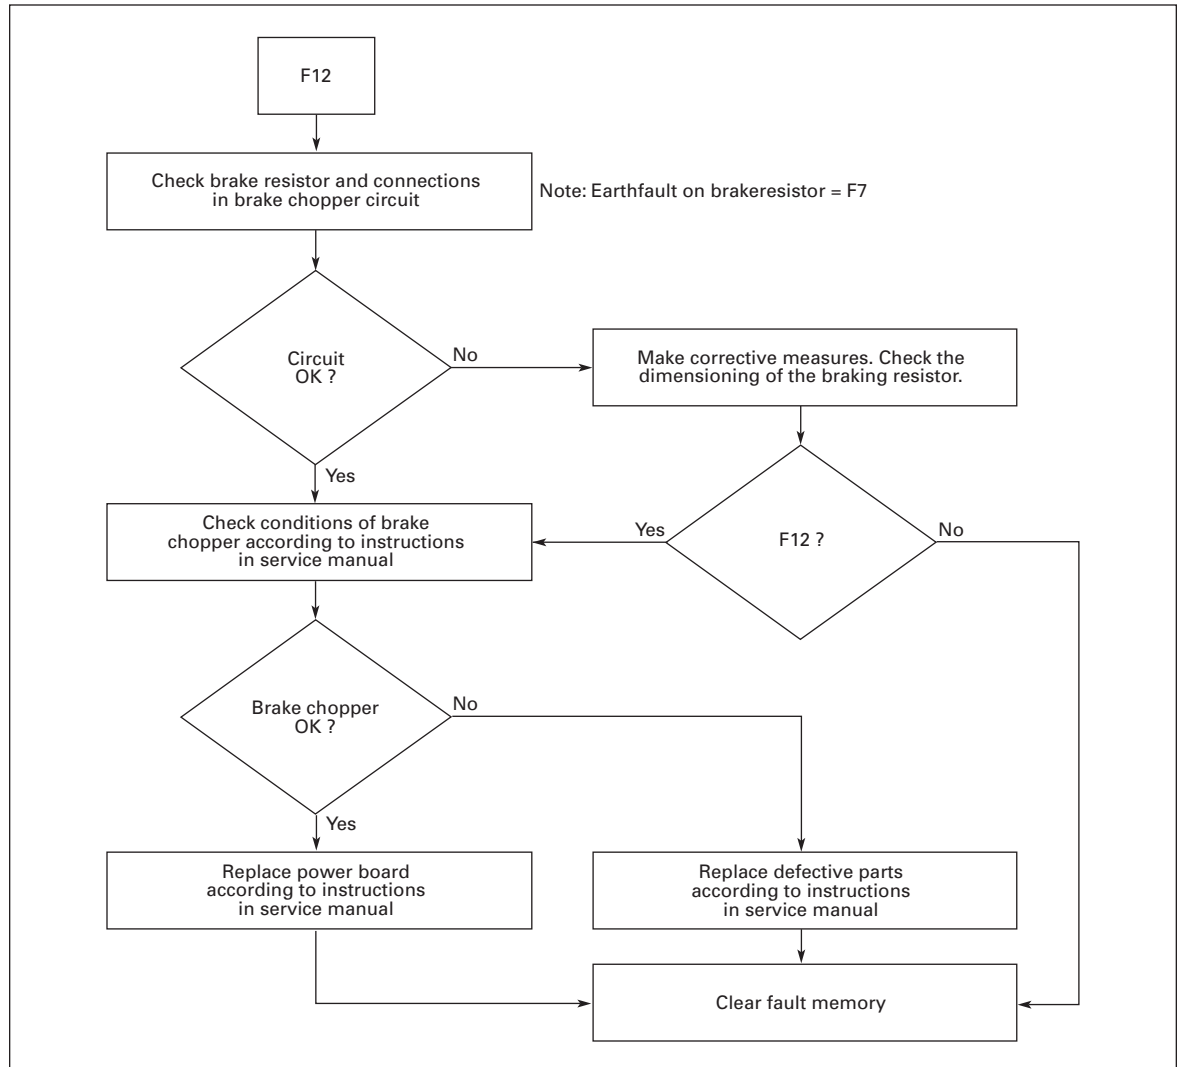 F12
Check brake resistor and connections
in brake chopper circuit
Note: Earthfault on brakeresistor = F7
Circuit
OK ?
No
Make corrective measures. Check the
dimensioning of the braking resistor.
Yes
Check conditions of brake
chopper according to instructions
in service manual
Yes
F12 ?
No
Brake chopper
OK ?
No
Yes
Replace power board
according to instructions
in service manual
Replace defective parts
according to instructions
in service manual
Clear fault memory